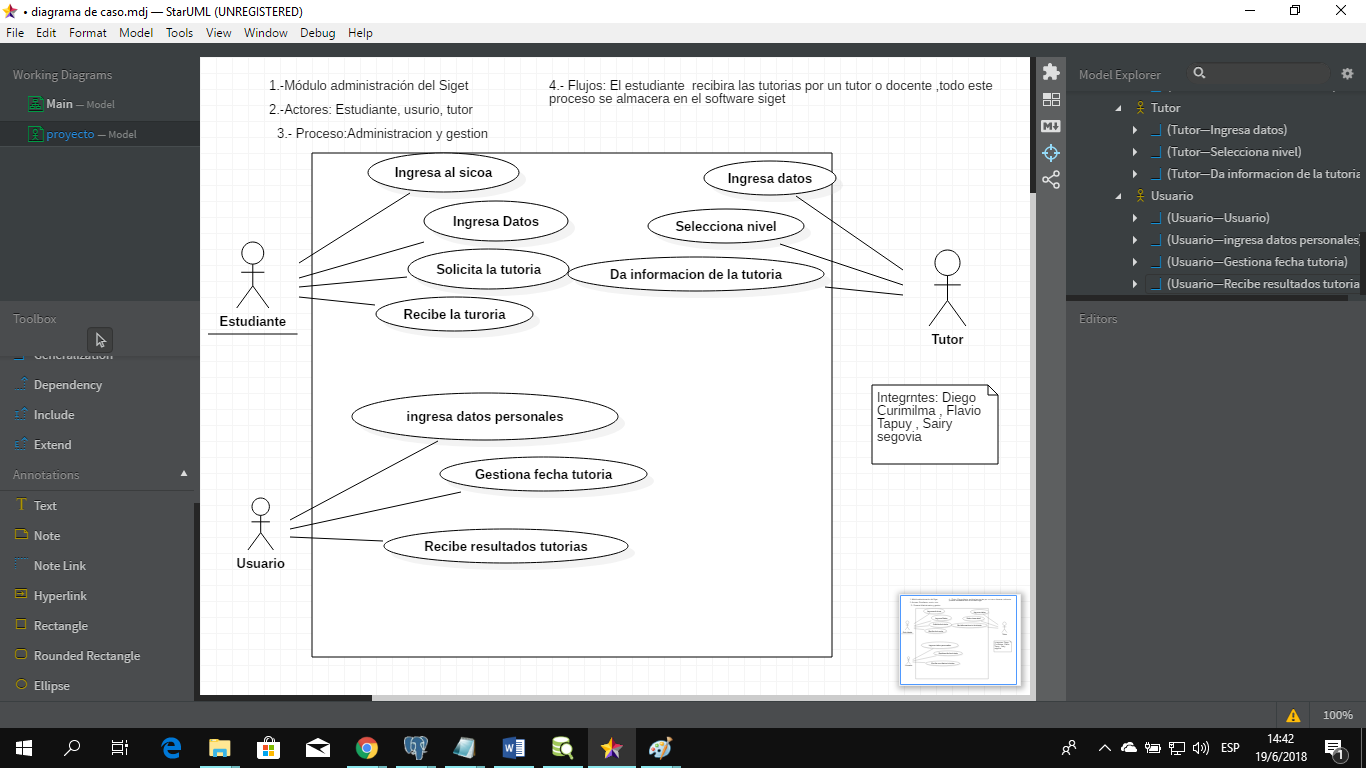 • diagrama de caso.mdj — StarUML (UNREGISTERED)
File Edit Format Model Tools View Window Debug Help
Working Diagrams
Main — Model
proyecto — Model
Toolbox
Generalization
Dependency
Include
Extend
Annotations
Text
Note
Note Link
Hyperlink
Rectangle
Rounded Rectangle
Ellipse
1.-Módulo administración del Siget
2.-Actores: Estudiante, usurio, tutor
3.- Proceso:Administracion y gestion
4.- Flujos: El estudiante recibira las tutorias por un tutor o docente ,todo este
proceso se almacera en el software siget
Ingresa al sicoa
Ingresa Datos
Solicita la tutoria
Recibe la turoria
Estudiante
Ingresa datos
Selecciona nivel
Da informacion de la tutoria
Tutor
ingresa datos personales
Gestiona fecha tutoria
Recibe resultados tutorias
Usuario
Integrntes: Diego
Curimilma , Flavio
Tapuy , Sairy
segovia
Model Explorer
Tutor
(Tutor—Ingresa datos)
(Tutor—Selecciona nivel)
(Tutor—Da informacion de la tutoria
Usuario
(Usuario—Usuario)
(Usuario—ingresa datos personales)
(Usuario—Gestiona fecha tutoria)
(Usuario—Recibe resultados tutoria
Editors
100%
ESP
14:42
19/6/2018
1